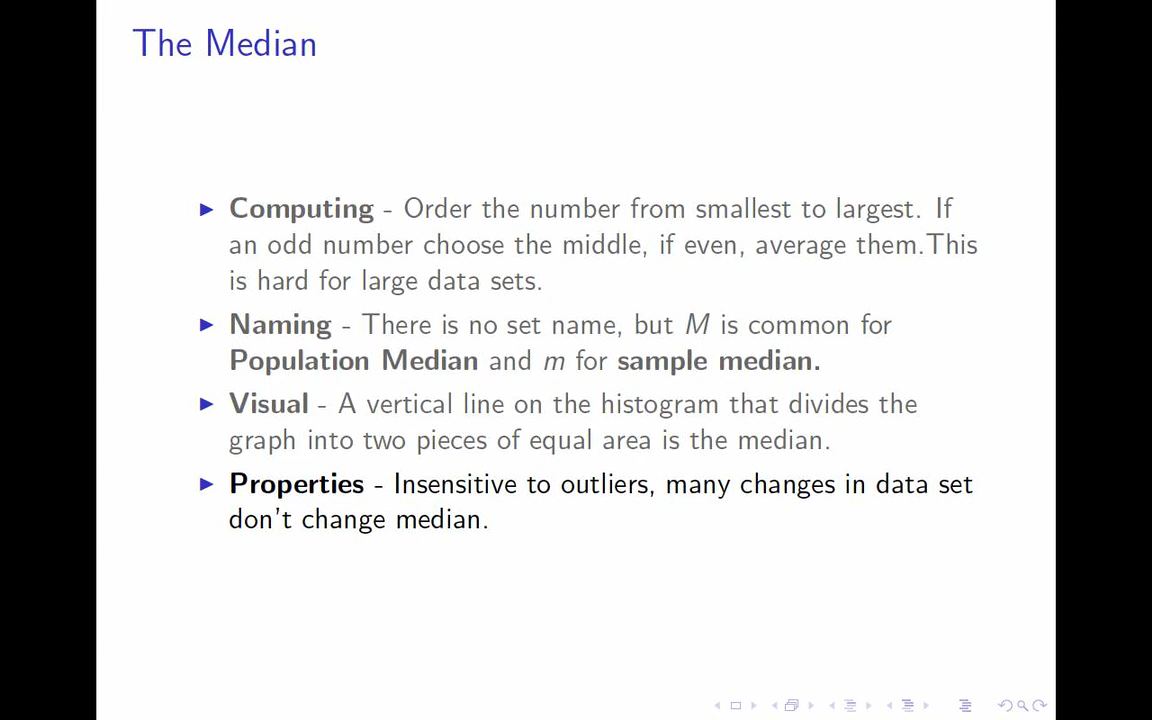 The Median
Computing - Order the number from smallest to largest. If
an odd number choose the middle, if even, average them.This
is hard for large data sets.
Naming - There is no set name, but M is common for
Population Median and m for sample median.
Visual - A vertical line on the histogram that divides the
graph into two pieces of equal area is the median.
Properties - Insensitive to outliers, many changes in data set
don't change median.